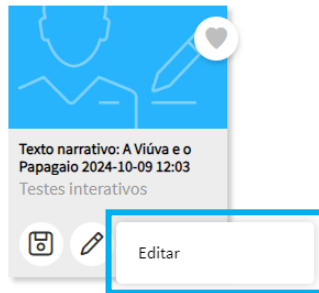 Texto narrativo: A Viúva e o
Papagaio 2024-10-09 12:03
Testes interativos
Editar